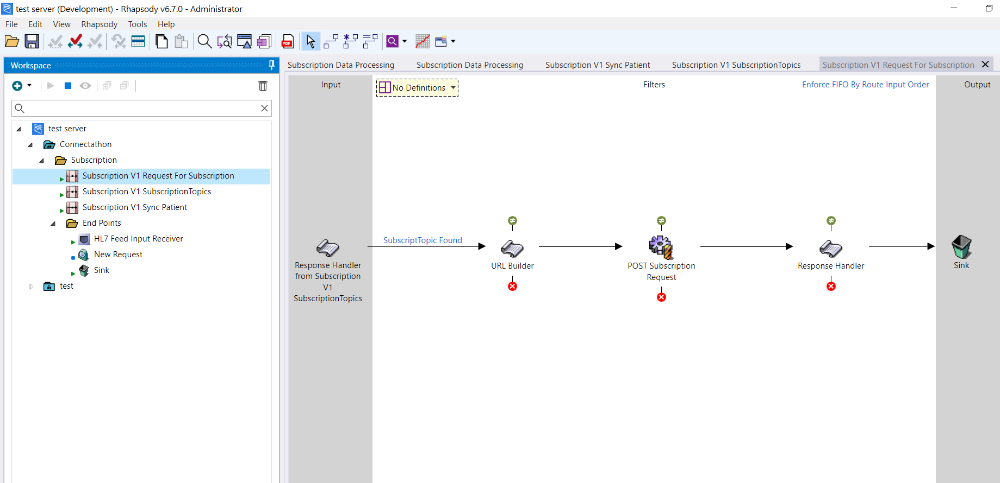 test server (Development) - Rhapsody v6.7.0 - Administrator
File Edit View Rhapsody Tools Help
PDF
Workspace
Subscription Data Processing Subscription Data Processing Subscription V1 Sync Patient Subscription V1 SubscriptionTopics Subscription V1 Request For Subscription
Input
No Definitions
Filters
Enforce FIFO By Route Input Order
Output
test server
Connectathon
Subscription
Subscription V1 Request For Subscription
Subscription V1 SubscriptionTopics
Subscription V1 Sync Patient
End Points
HL7 Feed Input Receiver
New Request
Sink
test
Response Handler
from Subscription
V1
SubscriptionTopics
SubscriptTopic Found
URL Builder
POST Subscription
Request
Response Handler
Sink